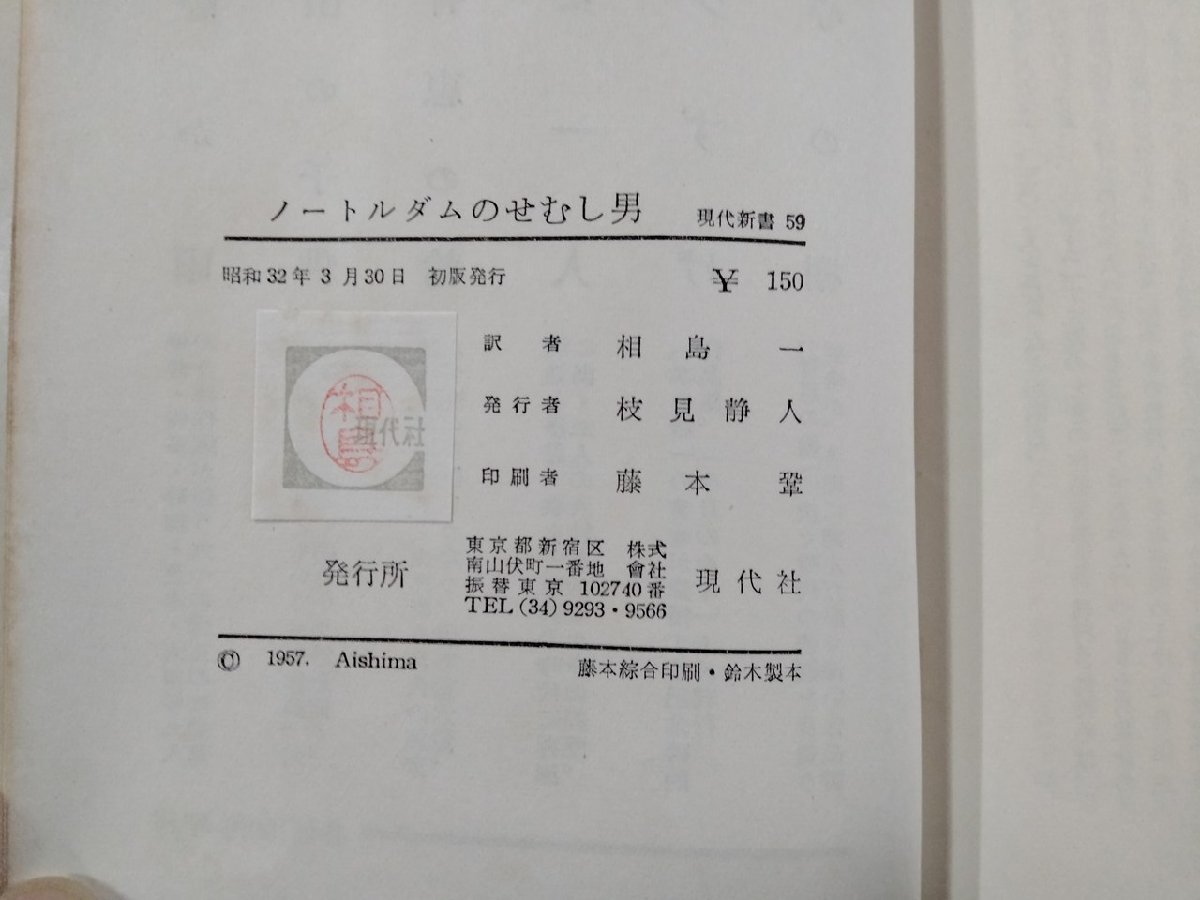 ノートルダムのせむし男 現代新書 59
昭和32年3月30日 初版発行 ¥ 150
訳者 相島一
発行者 枝見静人
印刷者 藤本鞏
相島
現代社
発行所
東京都新宿区
南山伏町一番地
振替東京 102740番
TEL(34)9293・9566
株式
會社
現代社
© 1957. Aishima 藤本綜合印刷・鈴木製本